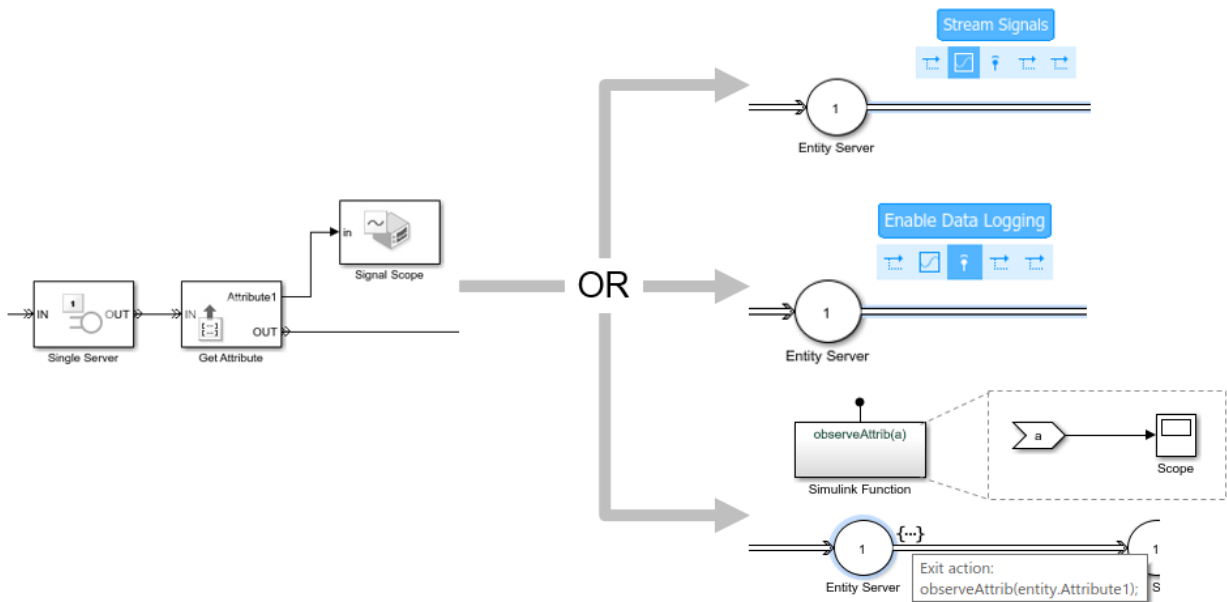 Stream Signals
1
Entity Server
in
Signal Scope
Enable Data Logging
OR
Attribute1
1
IN
OUT
IN
OUT
1
Single Server
Get Attribute
Entity Server
observeAttrib(a)
a
Scope
Simulink Function
{...}
1
1
Entity Server
S
Exit action:
observeAttrib(entity.Attribute1);